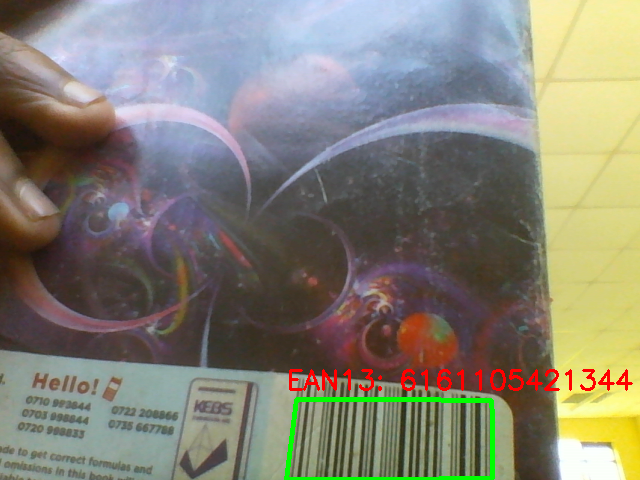 EAN13: 6161105421344
Hello!
0710 993844 0722 208866
0703 998844 0735 667788
0720 998833
KEBS
ade to get correct formulas and
omissions in this book